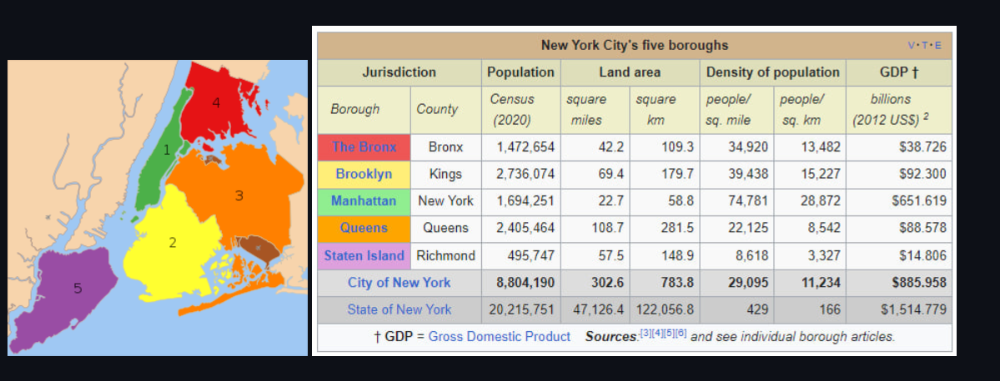 4
1
3
2
5
New York City's five boroughs V·T·E
Jurisdiction Population Land area Density of population GDP †
Borough County Census (2020) square miles square km people/ sq. mile people/ sq. km billions (2012 US$) 2
The Bronx Bronx 1,472,654 42.2 109.3 34,920 13,482 $38.726
Brooklyn Kings 2,736,074 69.4 179.7 39,438 15,227 $92.300
Manhattan New York 1,694,251 22.7 58.8 74,781 28,872 $651.619
Queens Queens 2,405,464 108.7 281.5 22,125 8,542 $88.578
Staten Island Richmond 495,747 57.5 148.9 8,618 3,327 $14.806
City of New York 8,804,190 302.6 783.8 29,095 11,234 $885.958
State of New York 20,215,751 47,126.4 122,056.8 429 166 $1,514.779
† GDP = Gross Domestic Product Sources:[3][4][5][6] and see individual borough articles.